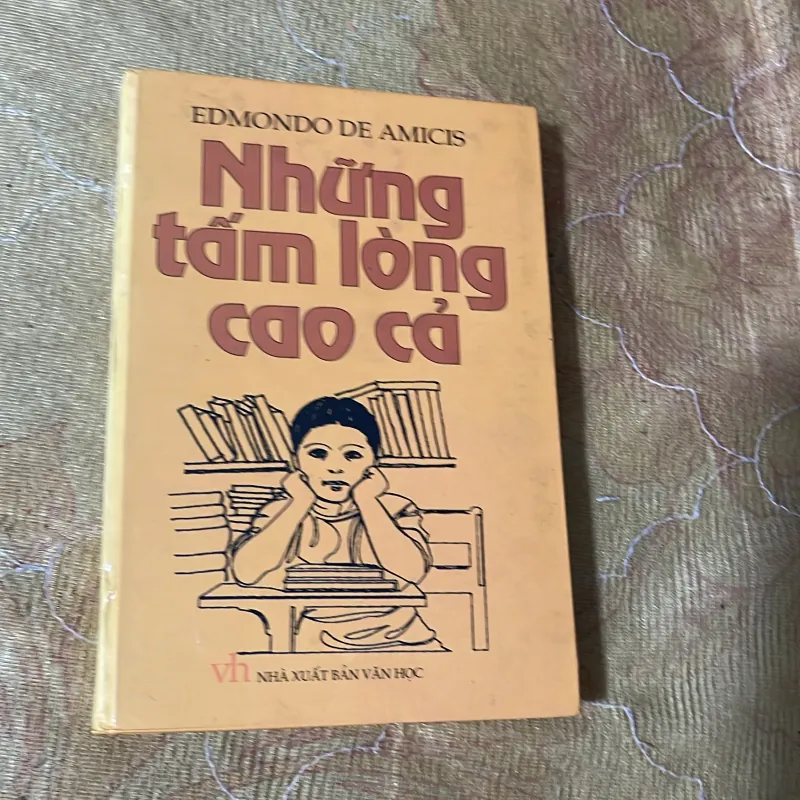 EDMONDO DE AMICIS
Những
tấm lòng
cao cả
vh NHÀ XUẤT BẢN VĂN HỌC